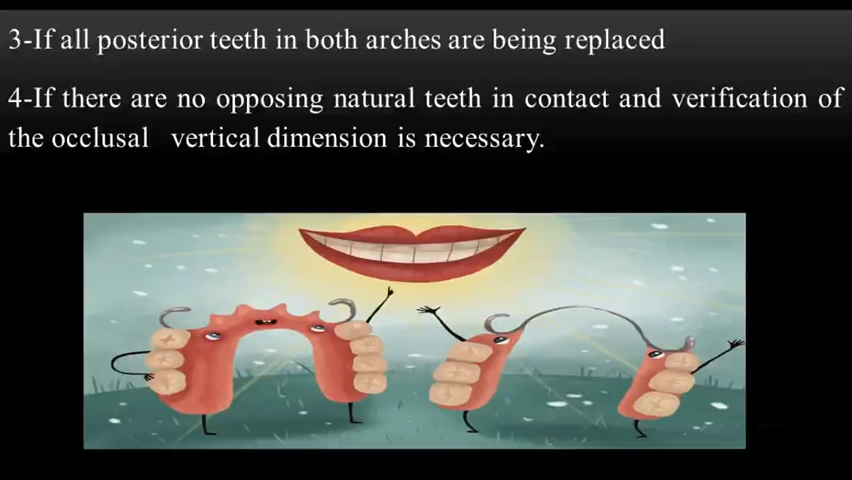 3-If all posterior teeth in both arches are being replaced
4-If there are no opposing natural teeth in contact and verification of
the occlusal vertical dimension is necessary.